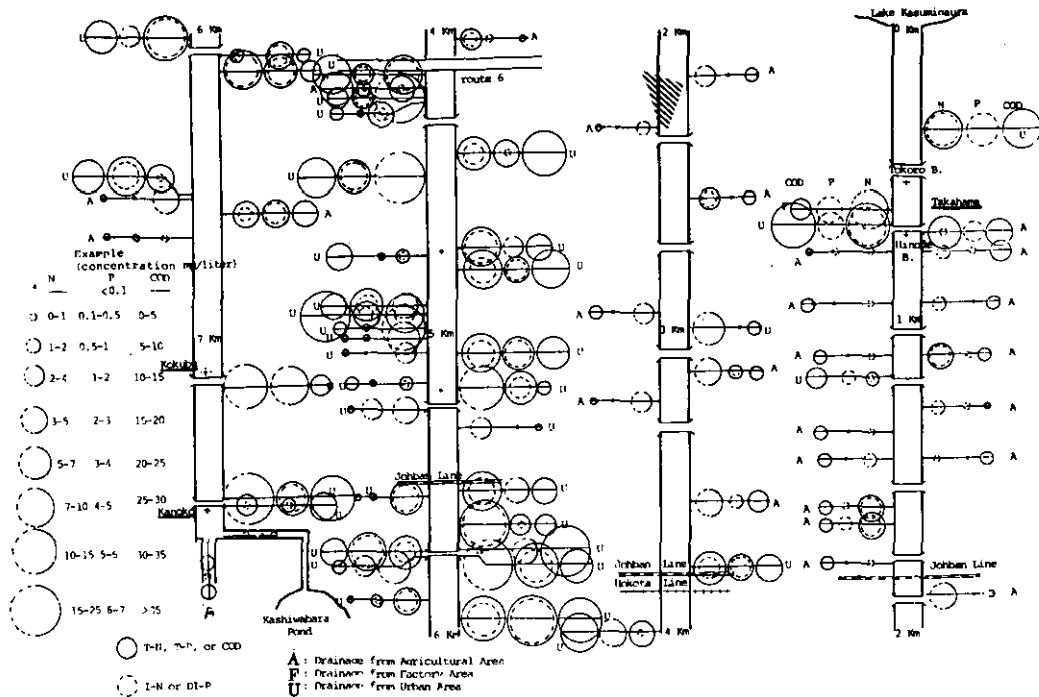 Lake Kasumigaura
6 Km
4 Km
2 Km
0 Km
route 6
N P COD
Tokoro B.
COD P N
Takahama
Hinode
B.
Example
(concentration mg/liter)
N P COD
<0.1
0-1 0.1-0.5 0-5
1-2 0.5-1 5-10
2-4 1-2 10-15
3-5 2-3 15-20
5-7 3-4 20-25
7-10 4-5 25-30
10-15 5-6 30-35
15-25 6-7 >35
7 Km
5 Km
1 Km
Kokubu
Kanoko
Johban Line
Johban Line
Hokota Line
Johban Line
Kashiwabara
Pond
6 Km
4 Km
2 Km
T-N, T-P, or COD
I-N or DI-P
A : Drainage from Agricultural Area
F : Drainage from Factory Area
U : Drainage from Urban Area